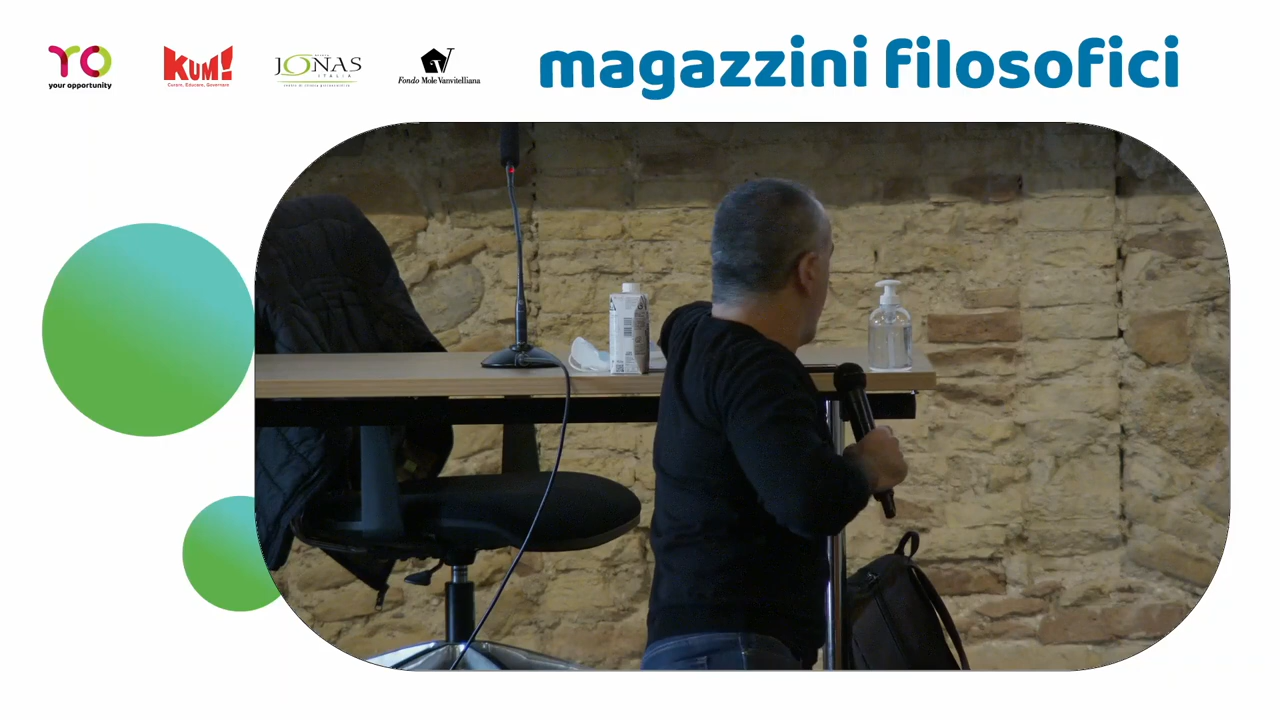 YO
your opportunity
KUM!
Curare, Educare, Governare
JONAS
ITALIA
Fondo Mole Vanvitelliana
magazzini filosofici